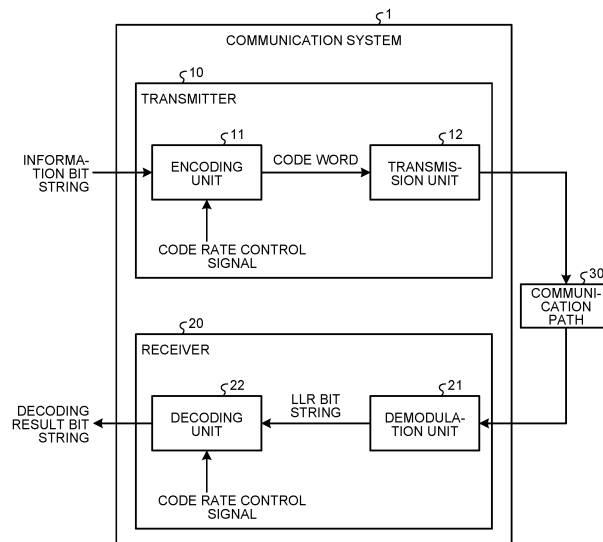 1
COMMUNICATION SYSTEM
10
TRANSMITTER
11
12
INFORMA-
TION BIT
STRING
ENCODING
UNIT
CODE WORD
TRANSMIS-
SION UNIT
CODE RATE CONTROL
SIGNAL
30
COMMUNI-
CATION
PATH
20
RECEIVER
22
21
DECODING
RESULT BIT
STRING
DECODING
UNIT
LLR BIT
STRING
DEMODULA-
TION UNIT
CODE RATE CONTROL
SIGNAL